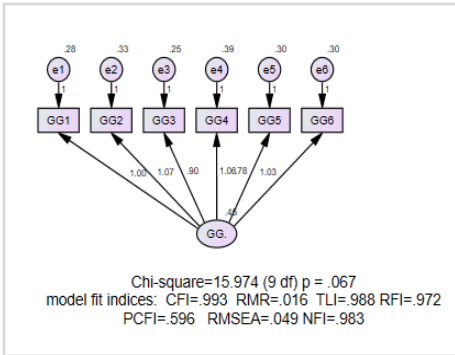 .28 .33 .25 .39 .30 .30
e1 e2 e3 e4 e5 e6
1 1 1 1 1 1
GG1 GG2 GG3 GG4 GG5 GG6
1.00 1.07 .90 1.06 .78 1.03
.45
GG.
Chi-square=15.974 (9 df) p = .067
model fit indices: CFI=.993 RMR=.016 TLI=.988 RFI=.972
PCFI=.596 RMSEA=.049 NFI=.983